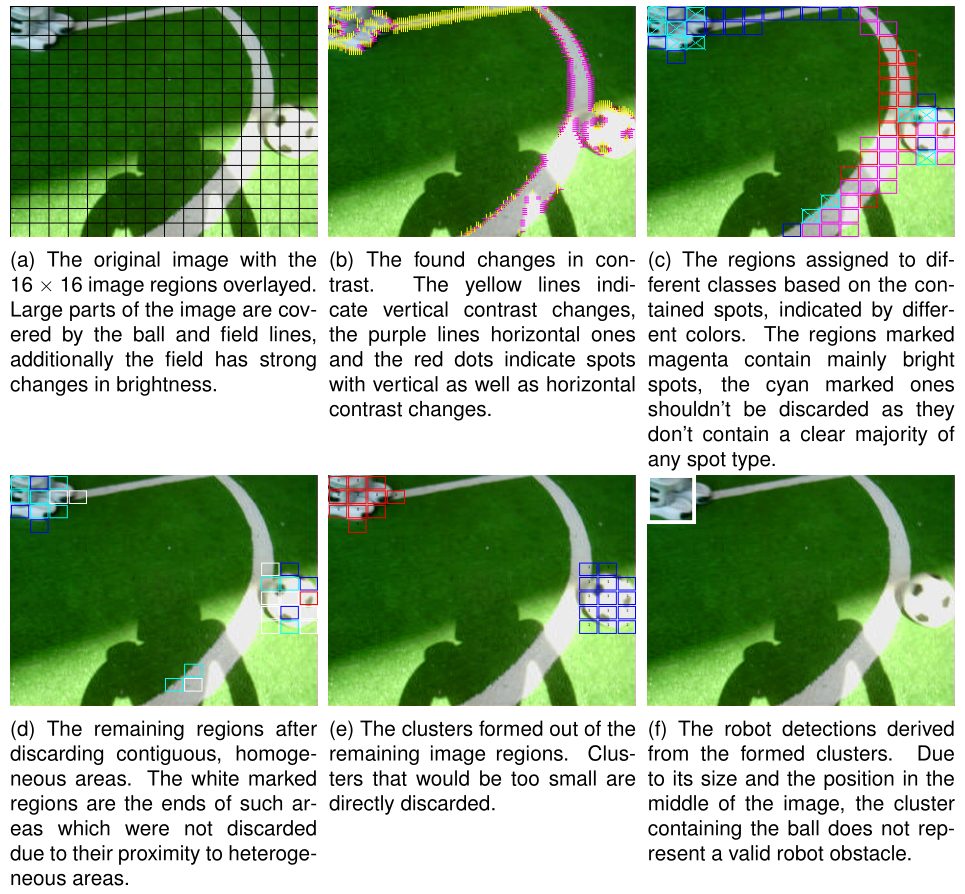 (a) The original image with the
16 × 16 image regions overlayed.
Large parts of the image are cov-
ered by the ball and field lines,
additionally the field has strong
changes in brightness.
(b) The found changes in con-
trast. The yellow lines indi-
cate vertical contrast changes,
the purple lines horizontal ones
and the red dots indicate spots
with vertical as well as horizontal
contrast changes.
(c) The regions assigned to dif-
ferent classes based on the con-
tained spots, indicated by differ-
ent colors. The regions marked
magenta contain mainly bright
spots, the cyan marked ones
shouldn't be discarded as they
don't contain a clear majority of
any spot type.
(d) The remaining regions after
discarding contiguous, homoge-
neous areas. The white marked
regions are the ends of such ar-
eas which were not discarded
due to their proximity to heteroge-
neous areas.
(e) The clusters formed out of the
remaining image regions. Clus-
ters that would be too small are
directly discarded.
(f) The robot detections derived
from the formed clusters. Due
to its size and the position in the
middle of the image, the cluster
containing the ball does not rep-
resent a valid robot obstacle.